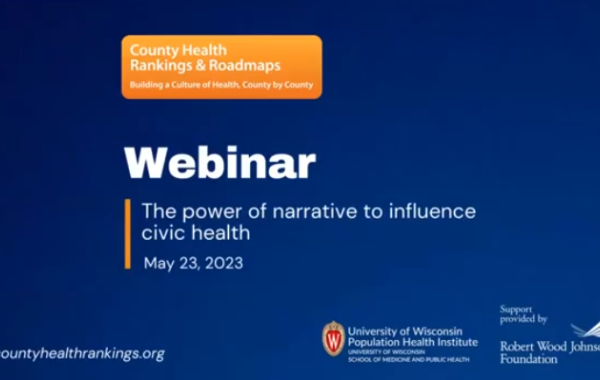 County Health
Rankings & Roadmaps
Building a Culture of Health, County by County
Webinar
The power of narrative to influence
civic health
May 23, 2023
countyhealthrankings.org
University of Wisconsin
Population Health Institute
UNIVERSITY OF WISCONSIN
SCHOOL OF MEDICINE AND PUBLIC HEALTH
Support
provided by
Robert Wood Johns
Foundation